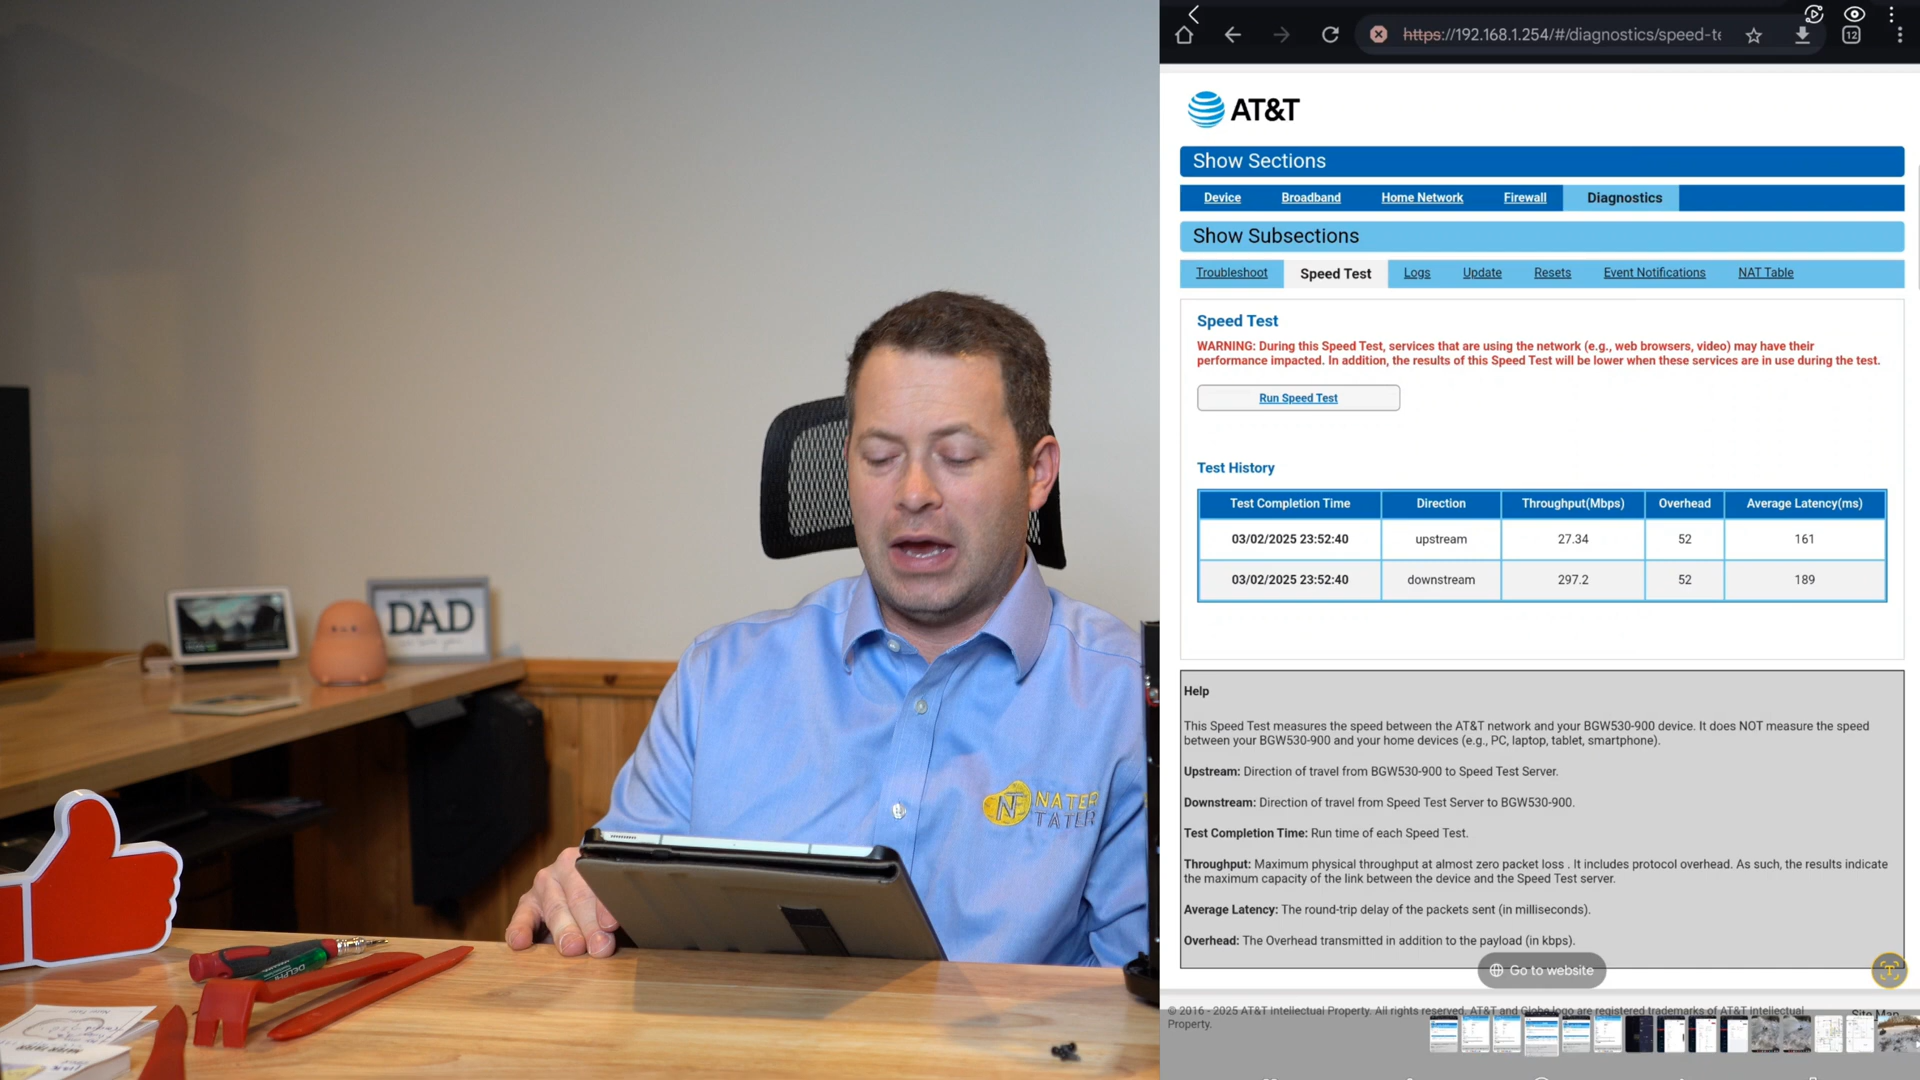 https://192.168.1.254/#/diagnostics/speed-te
12
AT&T
Show Sections
Device Broadband Home Network Firewall Diagnostics
Show Subsections
Troubleshoot Speed Test Logs Update Resets Event Notifications NAT Table
Speed Test
WARNING: During this Speed Test, services that are using the network (e.g., web browsers, video) may have their
performance impacted. In addition, the results of this Speed Test will be lower when these services are in use during the test.
Run Speed Test
Test History
Test Completion Time Direction Throughput(Mbps) Overhead Average Latency(ms)
03/02/2025 23:52:40 upstream 27.34 52 161
03/02/2025 23:52:40 downstream 297.2 52 189
Help
This Speed Test measures the speed between the AT&T network and your BGW530-900 device. It does NOT measure the speed
between your BGW530-900 and your home devices (e.g., PC, laptop, tablet, smartphone).
Upstream: Direction of travel from BGW530-900 to Speed Test Server.
Downstream: Direction of travel from Speed Test Server to BGW530-900.
Test Completion Time: Run time of each Speed Test.
Throughput: Maximum physical throughput at almost zero packet loss . It includes protocol overhead. As such, the results indicate
the maximum capacity of the link between the device and the Speed Test server.
Average Latency: The round-trip delay of the packets sent (in milliseconds).
Overhead: The Overhead transmitted in addition to the payload (in kbps).
Go to website
T
© 2016 - 2025 AT&T Intellectual Property. All rights reserved. AT&T and Globe logo are registered trademarks of AT&T Intellectual
Property.
Site Map
DAD
NT
NATER
TATER
DELPHI